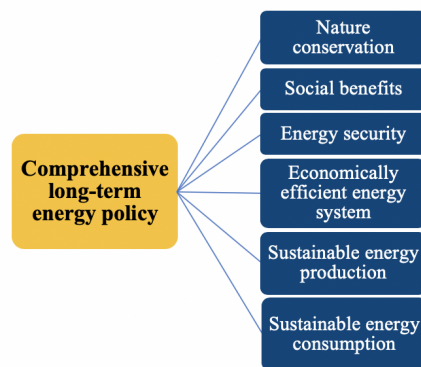 Comprehensive
long-term
energy policy
Nature
conservation
Social benefits
Energy security
Economically
efficient energy
system
Sustainable energy
production
Sustainable energy
consumption